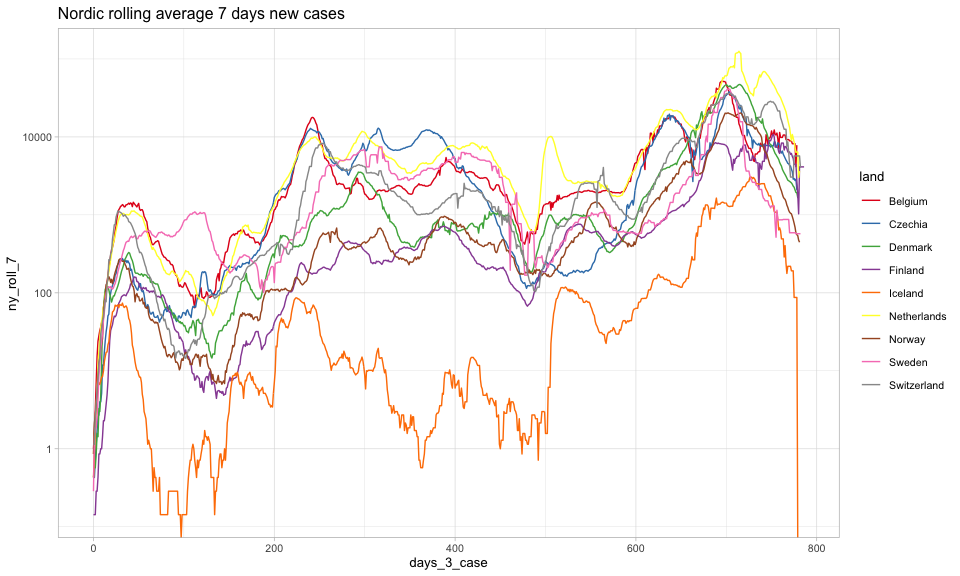 Nordic rolling average 7 days new cases
ny_roll_7
10000
100
1
0
200
400
600
800
days_3_case
land
Belgium
Czechia
Denmark
Finland
Iceland
Netherlands
Norway
Sweden
Switzerland